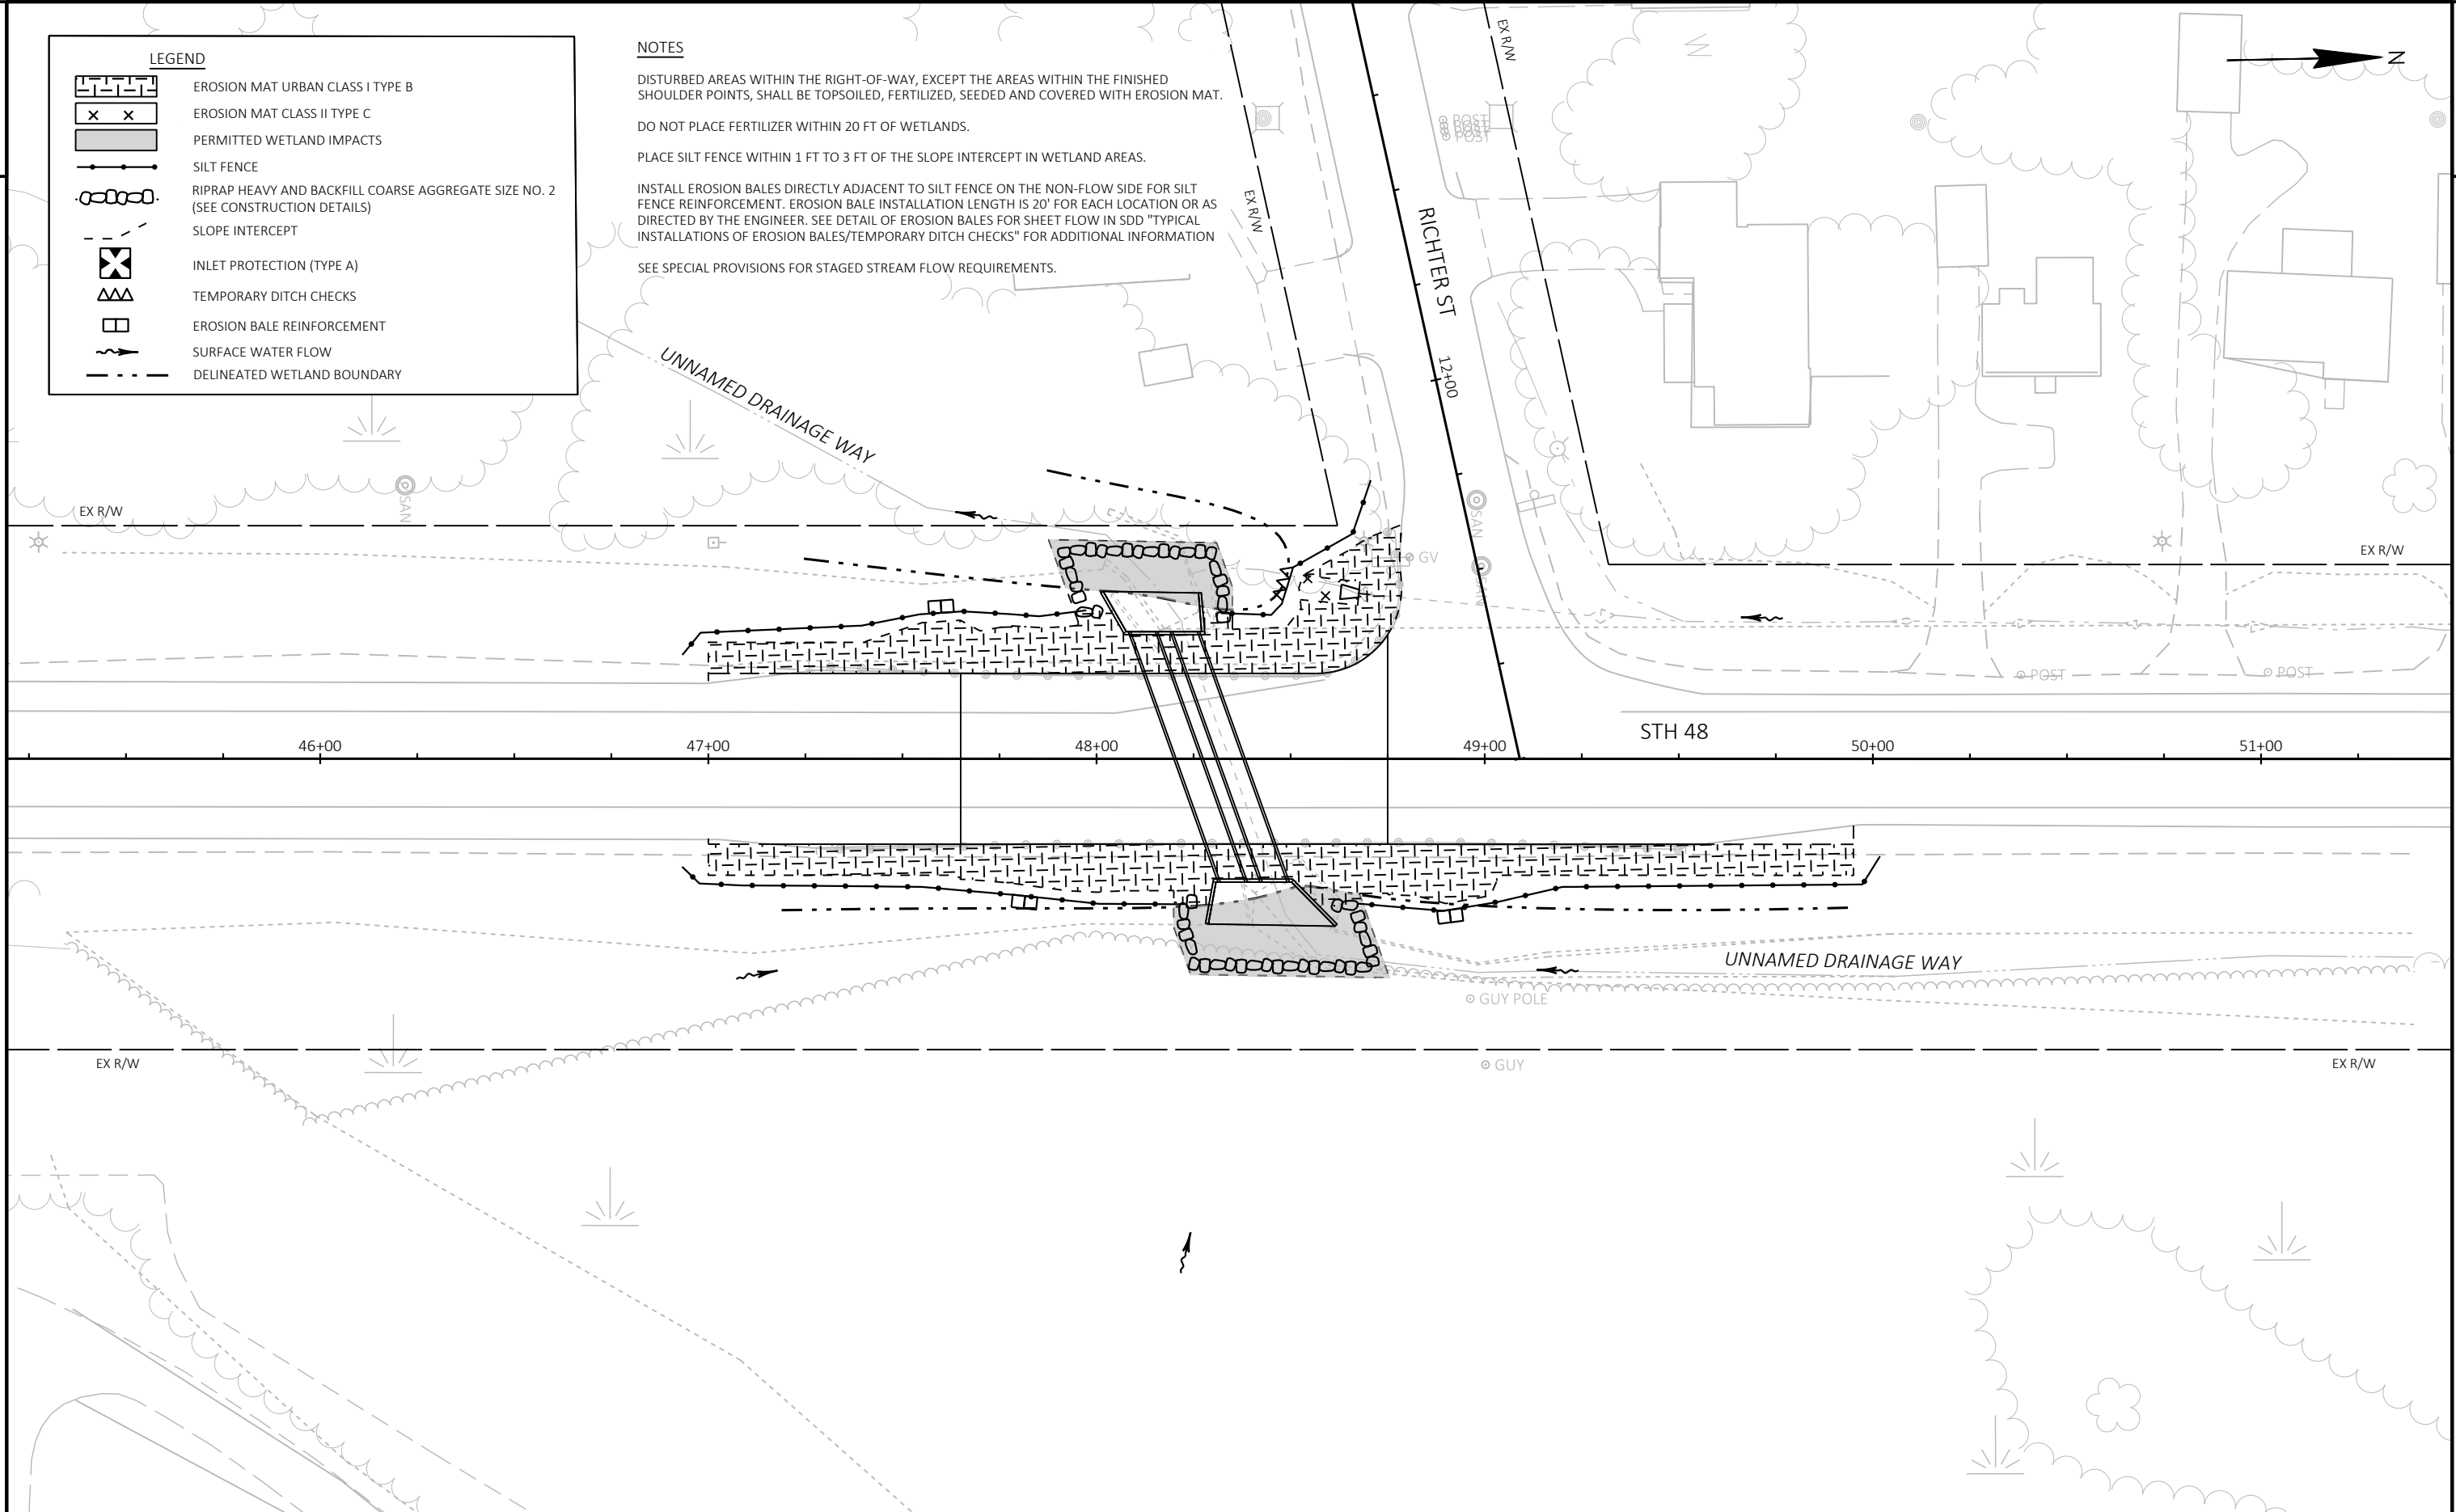 LEGEND
EROSION MAT URBAN CLASS I TYPE B
EROSION MAT CLASS II TYPE C
PERMITTED WETLAND IMPACTS
SILT FENCE
RIPRAP HEAVY AND BACKFILL COARSE AGGREGATE SIZE NO. 2
(SEE CONSTRUCTION DETAILS)
SLOPE INTERCEPT
INLET PROTECTION (TYPE A)
TEMPORARY DITCH CHECKS
EROSION BALE REINFORCEMENT
SURFACE WATER FLOW
DELINEATED WETLAND BOUNDARY
NOTES
DISTURBED AREAS WITHIN THE RIGHT-OF-WAY, EXCEPT THE AREAS WITHIN THE FINISHED
SHOULDER POINTS, SHALL BE TOPSOILED, FERTILIZED, SEEDED AND COVERED WITH EROSION MAT.
DO NOT PLACE FERTILIZER WITHIN 20 FT OF WETLANDS.
PLACE SILT FENCE WITHIN 1 FT TO 3 FT OF THE SLOPE INTERCEPT IN WETLAND AREAS.
INSTALL EROSION BALES DIRECTLY ADJACENT TO SILT FENCE ON THE NON-FLOW SIDE FOR SILT
FENCE REINFORCEMENT. EROSION BALE INSTALLATION LENGTH IS 20' FOR EACH LOCATION OR AS
DIRECTED BY THE ENGINEER. SEE DETAIL OF EROSION BALES FOR SHEET FLOW IN SDD "TYPICAL
INSTALLATIONS OF EROSION BALES/TEMPORARY DITCH CHECKS" FOR ADDITIONAL INFORMATION
SEE SPECIAL PROVISIONS FOR STAGED STREAM FLOW REQUIREMENTS.
EX R/W
EX R/W
RICHTER ST
12+00
POST
POST
POST
W
N
UNNAMED DRAINAGE WAY
EX R/W
SAN
SAN
SAN
GV
EX R/W
POST
POST
STH 48
46+00
47+00
48+00
49+00
50+00
51+00
UNNAMED DRAINAGE WAY
GUY POLE
GUY
EX R/W
EX R/W